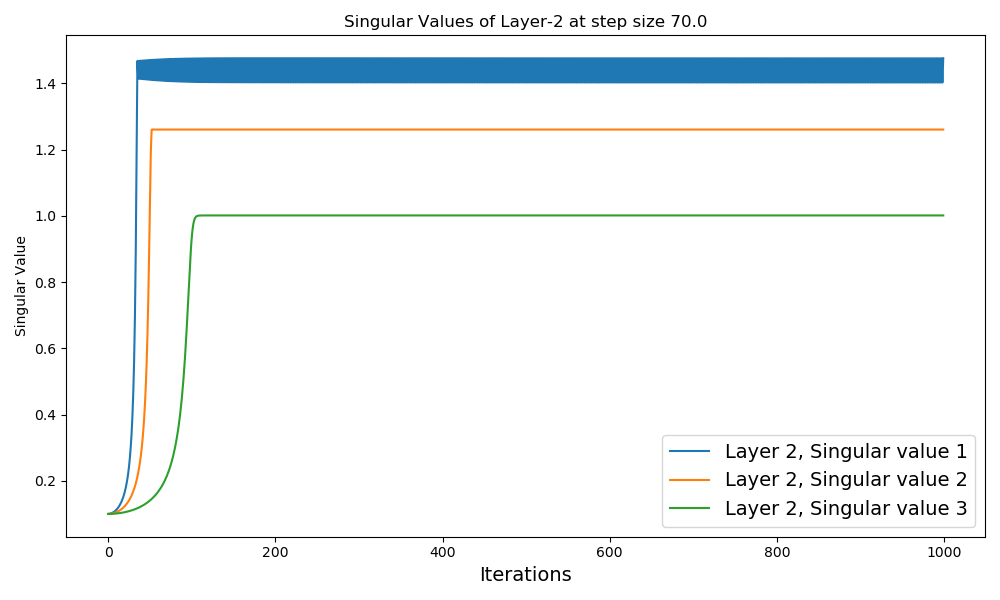 Singular Values of Layer-2 at step size 70.0
1.4
1.2
1.0
0.8
0.6
0.4
0.2
Singular Value
0 200 400 600 800 1000
Iterations
Layer 2, Singular value 1
Layer 2, Singular value 2
Layer 2, Singular value 3